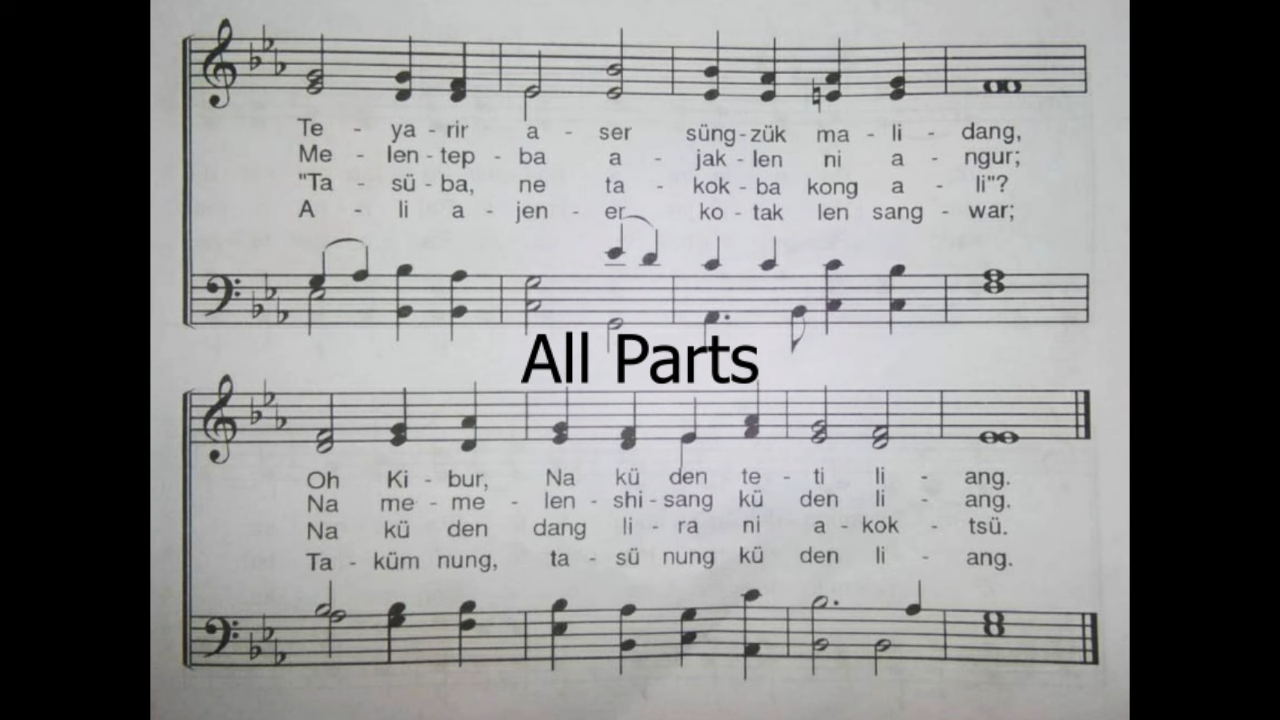 Te - ya - rir a - ser süng - zük ma - li - dang,
Me - len - tep - ba a - jak - len ni a - ngur;
"Ta - sü - ba, ne ta - kok - ba kong a - li"?
A - li a - jen - er ko - tak len sang - war;
All Parts
Oh Ki - bur, Na kü den te - ti li - ang.
Na me - me - len - shi - sang kü den li - ang.
Na kü den dang li - ra ni a - kok - tsü.
Ta - küm nung, ta - sü nung kü den li - ang.